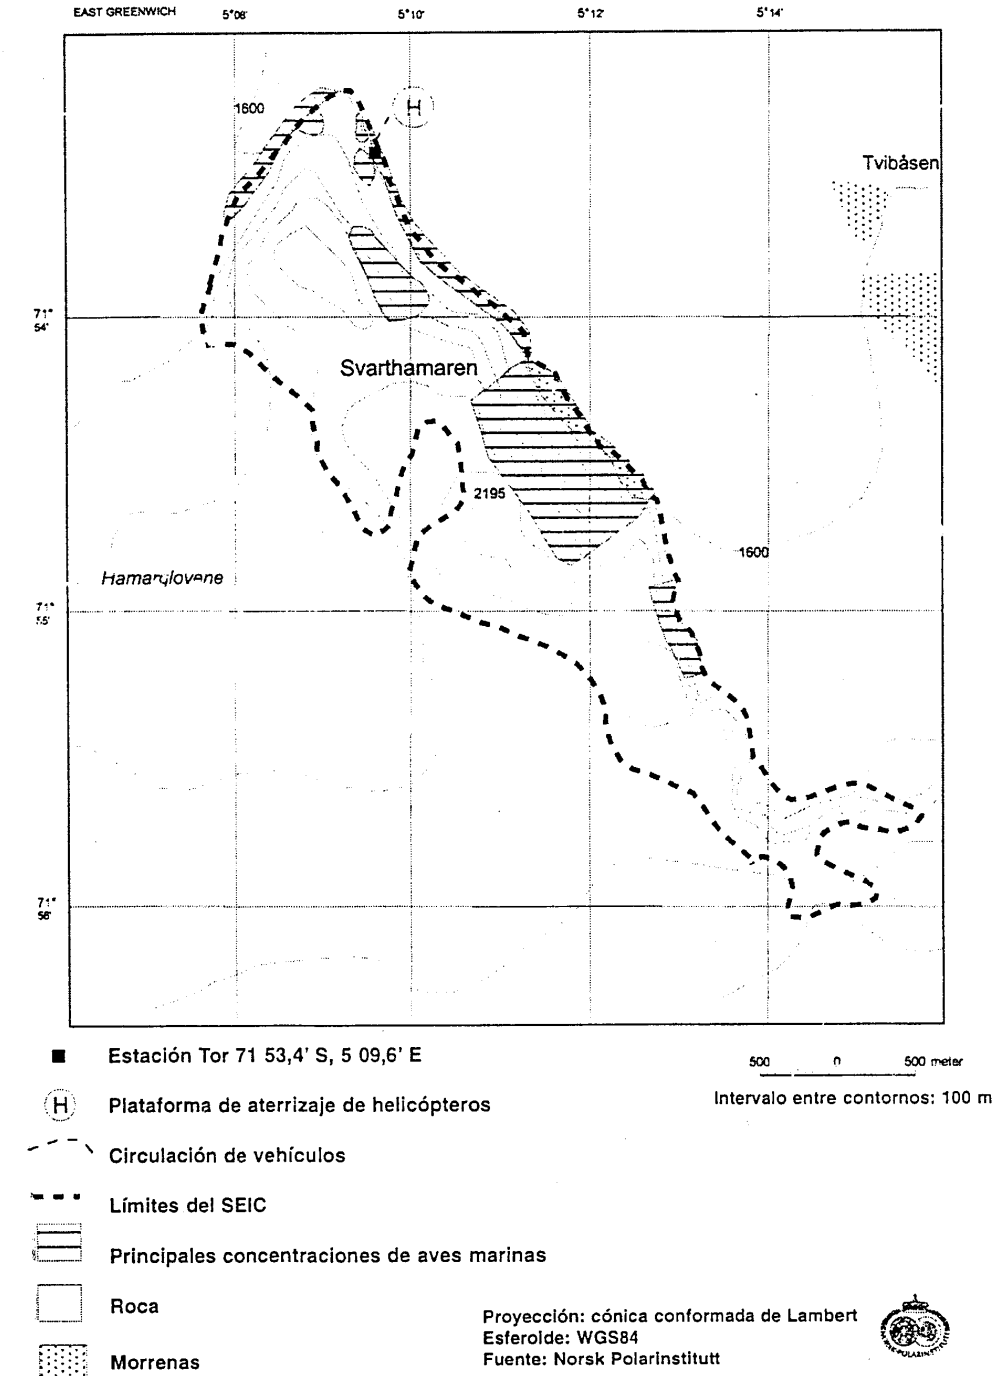 EAST GREENWICH 5°08' 5°10' 5°12' 5°14'
1600
H
Tvibåsen
71°
54'
Svarthamaren
2195
1600
71°
55'
71°
56'
Estación Tor 71 53,4' S, 5 09,6' E
500 0 500 meter
H Plataforma de aterrizaje de helicópteros
Intervalo entre contornos: 100 m
Circulación de vehículos
Límites del SEIC
Principales concentraciones de aves marinas
Roca
Proyección: cónica conformada de Lambert
Esferoide: WGS84
Fuente: Norsk Polarinstitutt
Morrenas